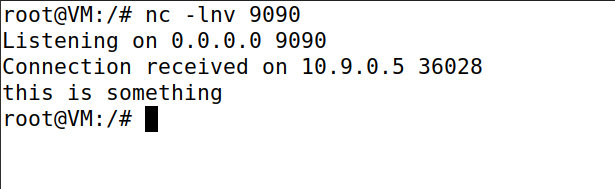 root@VM:/# nc -lnv 9090
Listening on 0.0.0.0 9090
Connection received on 10.9.0.5 36028
this is something
root@VM:/#